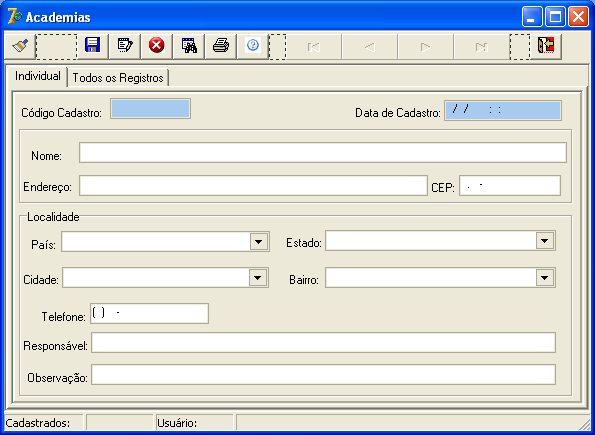 Academias
Individual Todos os Registros
Código Cadastro: Data de Cadastro: / / : :
Nome:
Endereço: CEP: . -
Localidade
País: Estado:
Cidade: Bairro:
Telefone: ( ) -
Responsável:
Observação:
Cadastrados: Usuário: